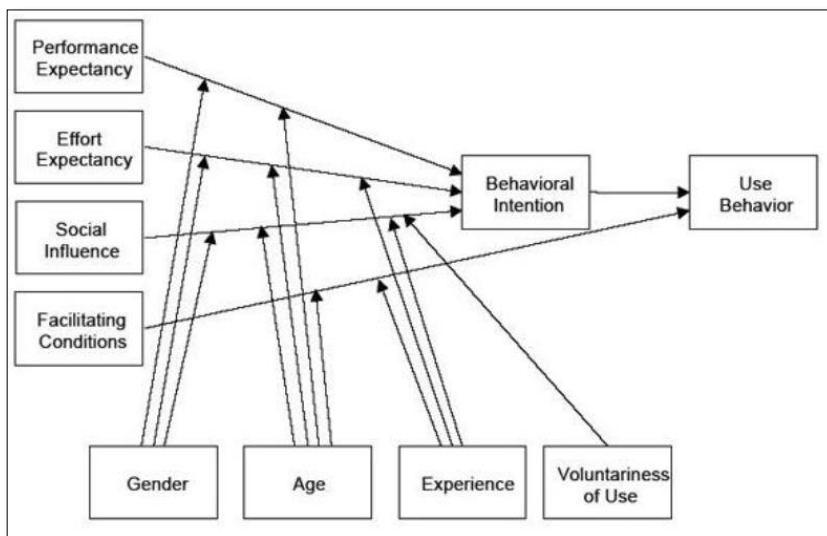 Performance
Expectancy
Effort
Expectancy
Social
Influence
Facilitating
Conditions
Behavioral
Intention
Use
Behavior
Gender
Age
Experience
Voluntariness
of Use